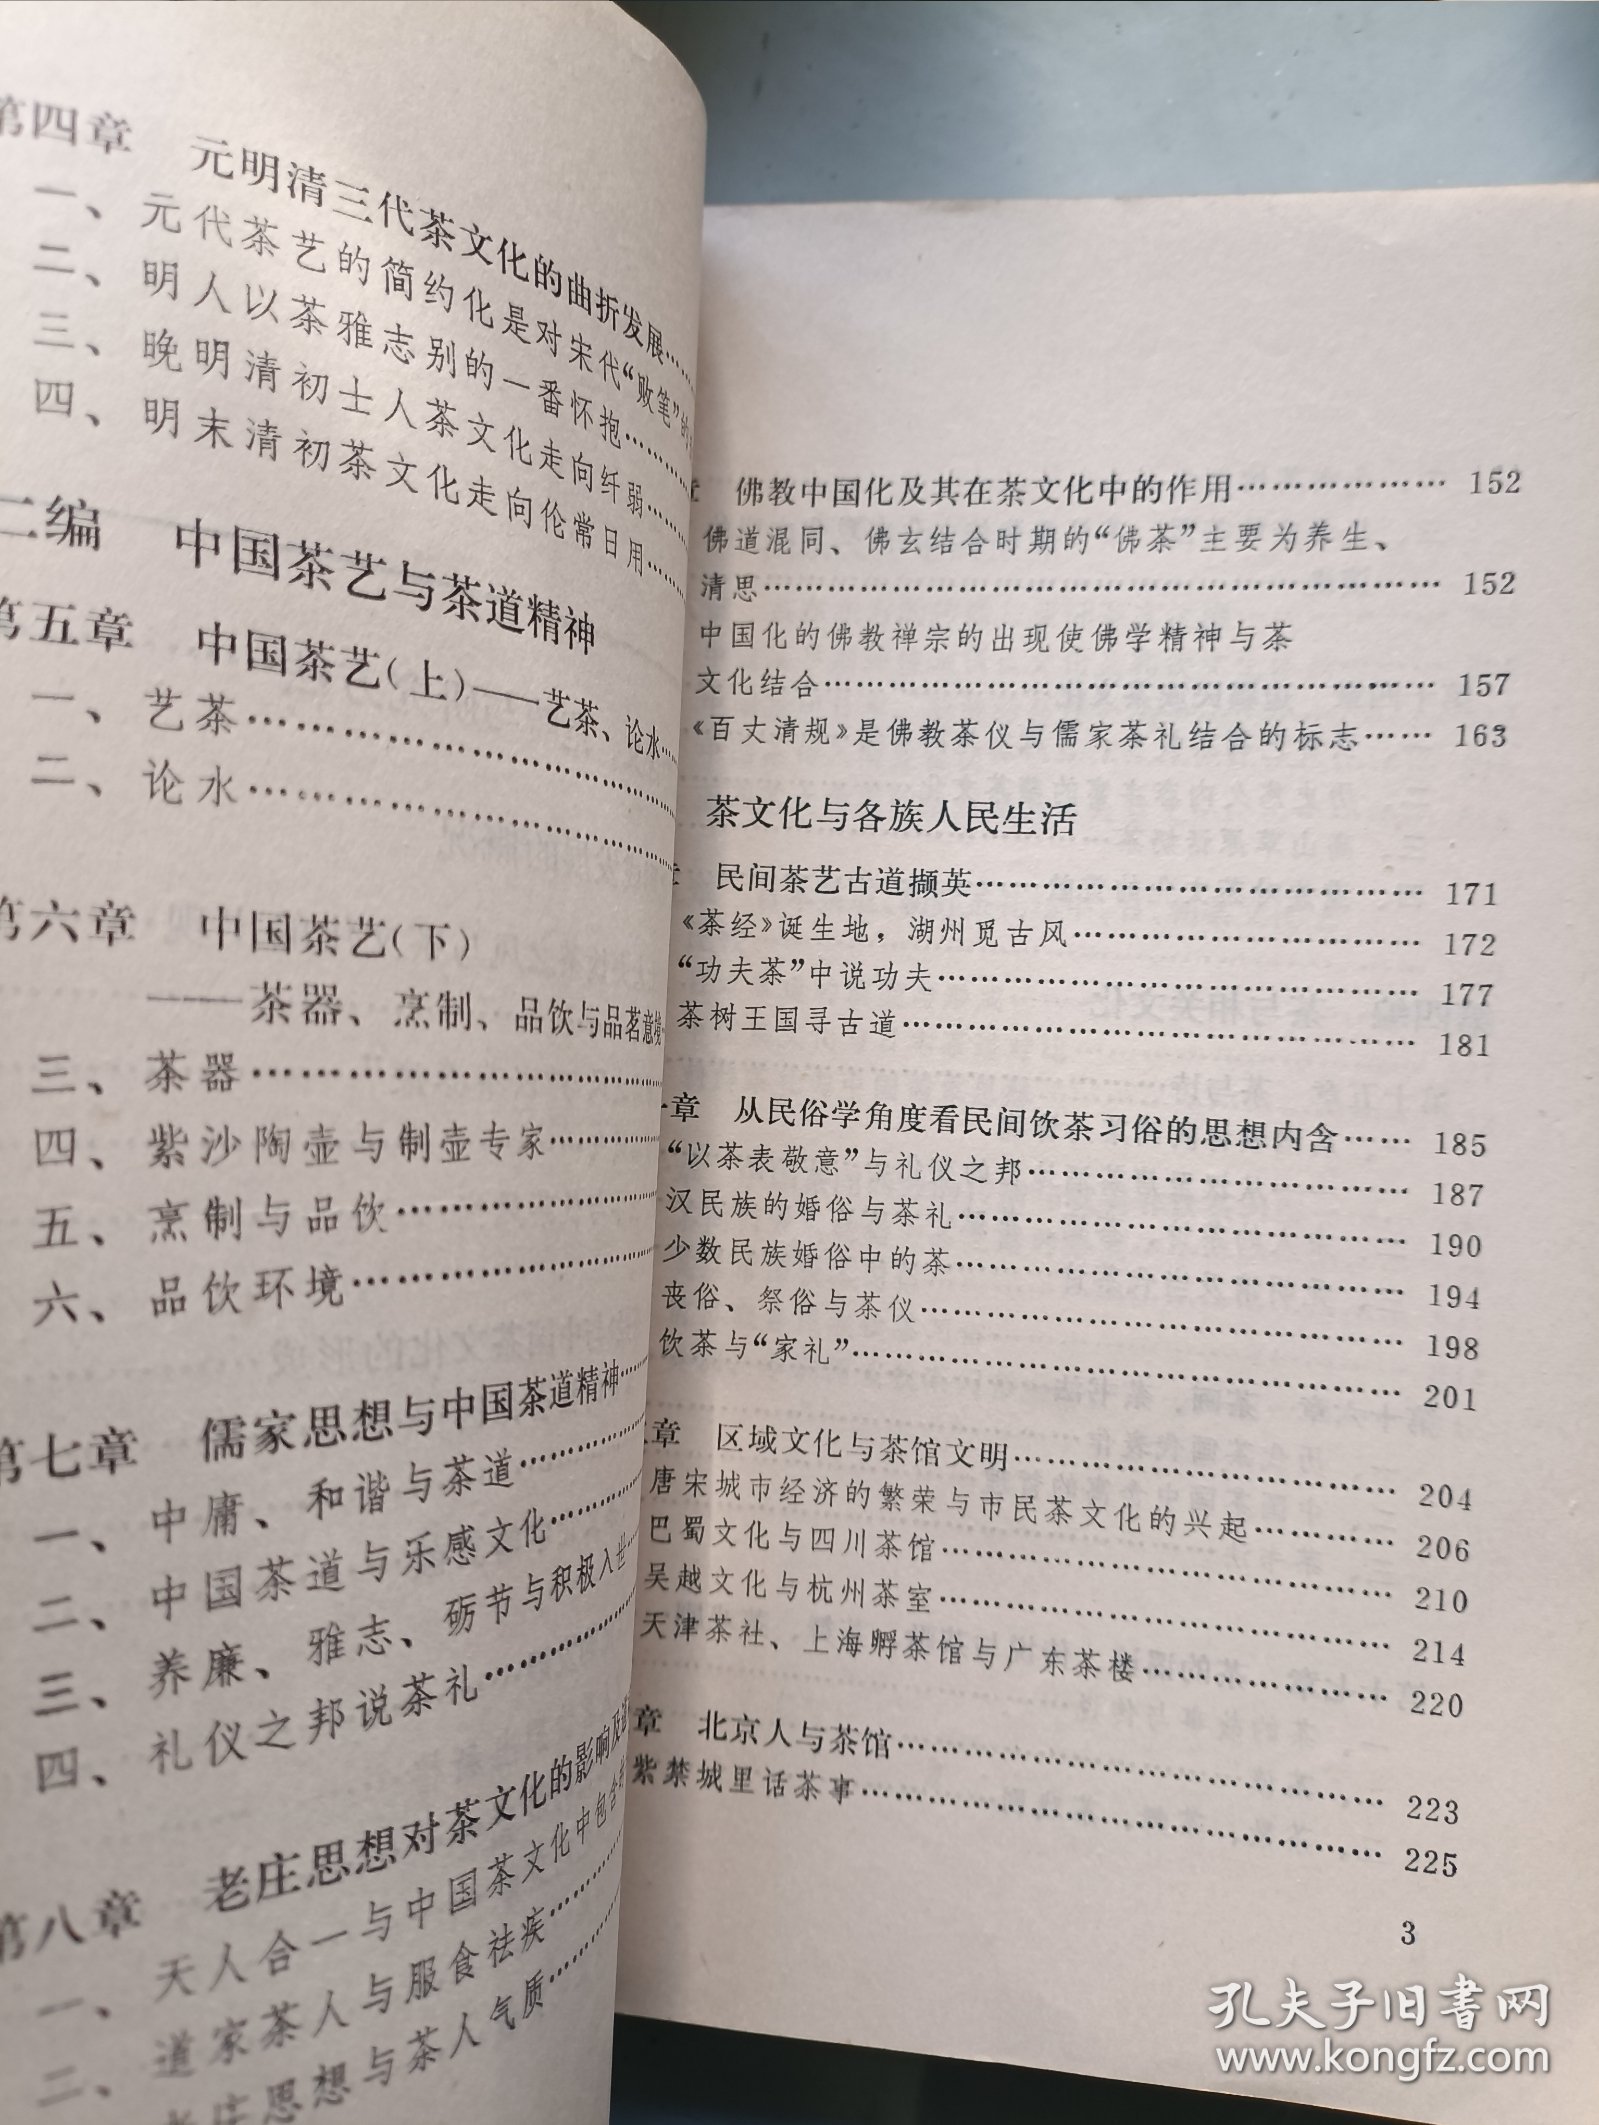 第四章 元明清三代茶文化的曲折发展……
一、元代茶艺的简约化是对宋代“败笔”的
二、明人以茶雅志别的一番怀抱………
三、晚明清初士人茶文化走向纤弱……
四、明末清初茶文化走向伦常日用……
二编 中国茶艺与茶道精神
第五章 中国茶艺(上)——艺茶、论水……
一、艺茶……………………
二、论水……………………
第六章 中国茶艺(下)
——茶器、烹制、品饮与品茗意境
三、茶器……………………
四、紫沙陶壶与制壶专家………
五、烹制与品饮……………
六、品饮环境………………
第七章 儒家思想与中国茶道精神……
一、中庸、和谐与茶道………
二、中国茶道与乐感文化………
三、养廉、雅志、砺节与积极入世……
四、礼仪之邦说茶礼…………
第八章 老庄思想对茶文化的影响及
一、天人合一与中国茶文化中包含
二、道家茶人与服食祛疾………
老庄思想与茶人气质………
佛教中国化及其在茶文化中的作用………………152
佛道混同、佛玄结合时期的“佛茶”主要为养生、
清思……………………………………………………152
中国化的佛教禅宗的出现使佛学精神与茶
文化结合………………………………………………157
《百丈清规》是佛教茶仪与儒家茶礼结合的标志……163
茶文化与各族人民生活
章 民间茶艺古道撷英………………………………171
《茶经》诞生地，湖州觅古风………………………172
“功夫茶”中说功夫…………………………………177
茶树王国寻古道………………………………………181
章 从民俗学角度看民间饮茶习俗的思想内含……185
“以茶表敬意”与礼仪之邦…………………………187
汉民族的婚俗与茶礼…………………………………190
少数民族婚俗中的茶…………………………………194
丧俗、祭俗与茶仪……………………………………198
饮茶与“家礼”………………………………………201
章 区域文化与茶馆文明……………………………204
唐宋城市经济的繁荣与市民茶文化的兴起…………206
巴蜀文化与四川茶馆…………………………………210
吴越文化与杭州茶室…………………………………214
天津茶社、上海孵茶馆与广东茶楼…………………220
章 北京人与茶馆……………………………………223
紫禁城里话茶事………………………………………225
3
孔夫子旧书网
www.kongfz.com